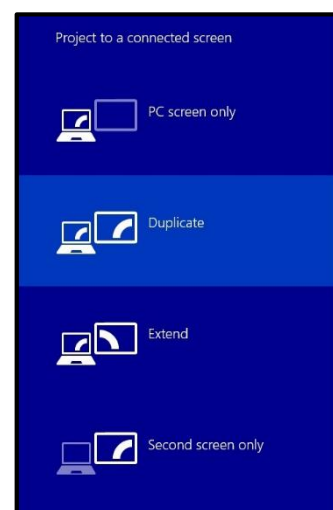 Project to a connected screen
PC screen only
Duplicate
Extend
Second screen only